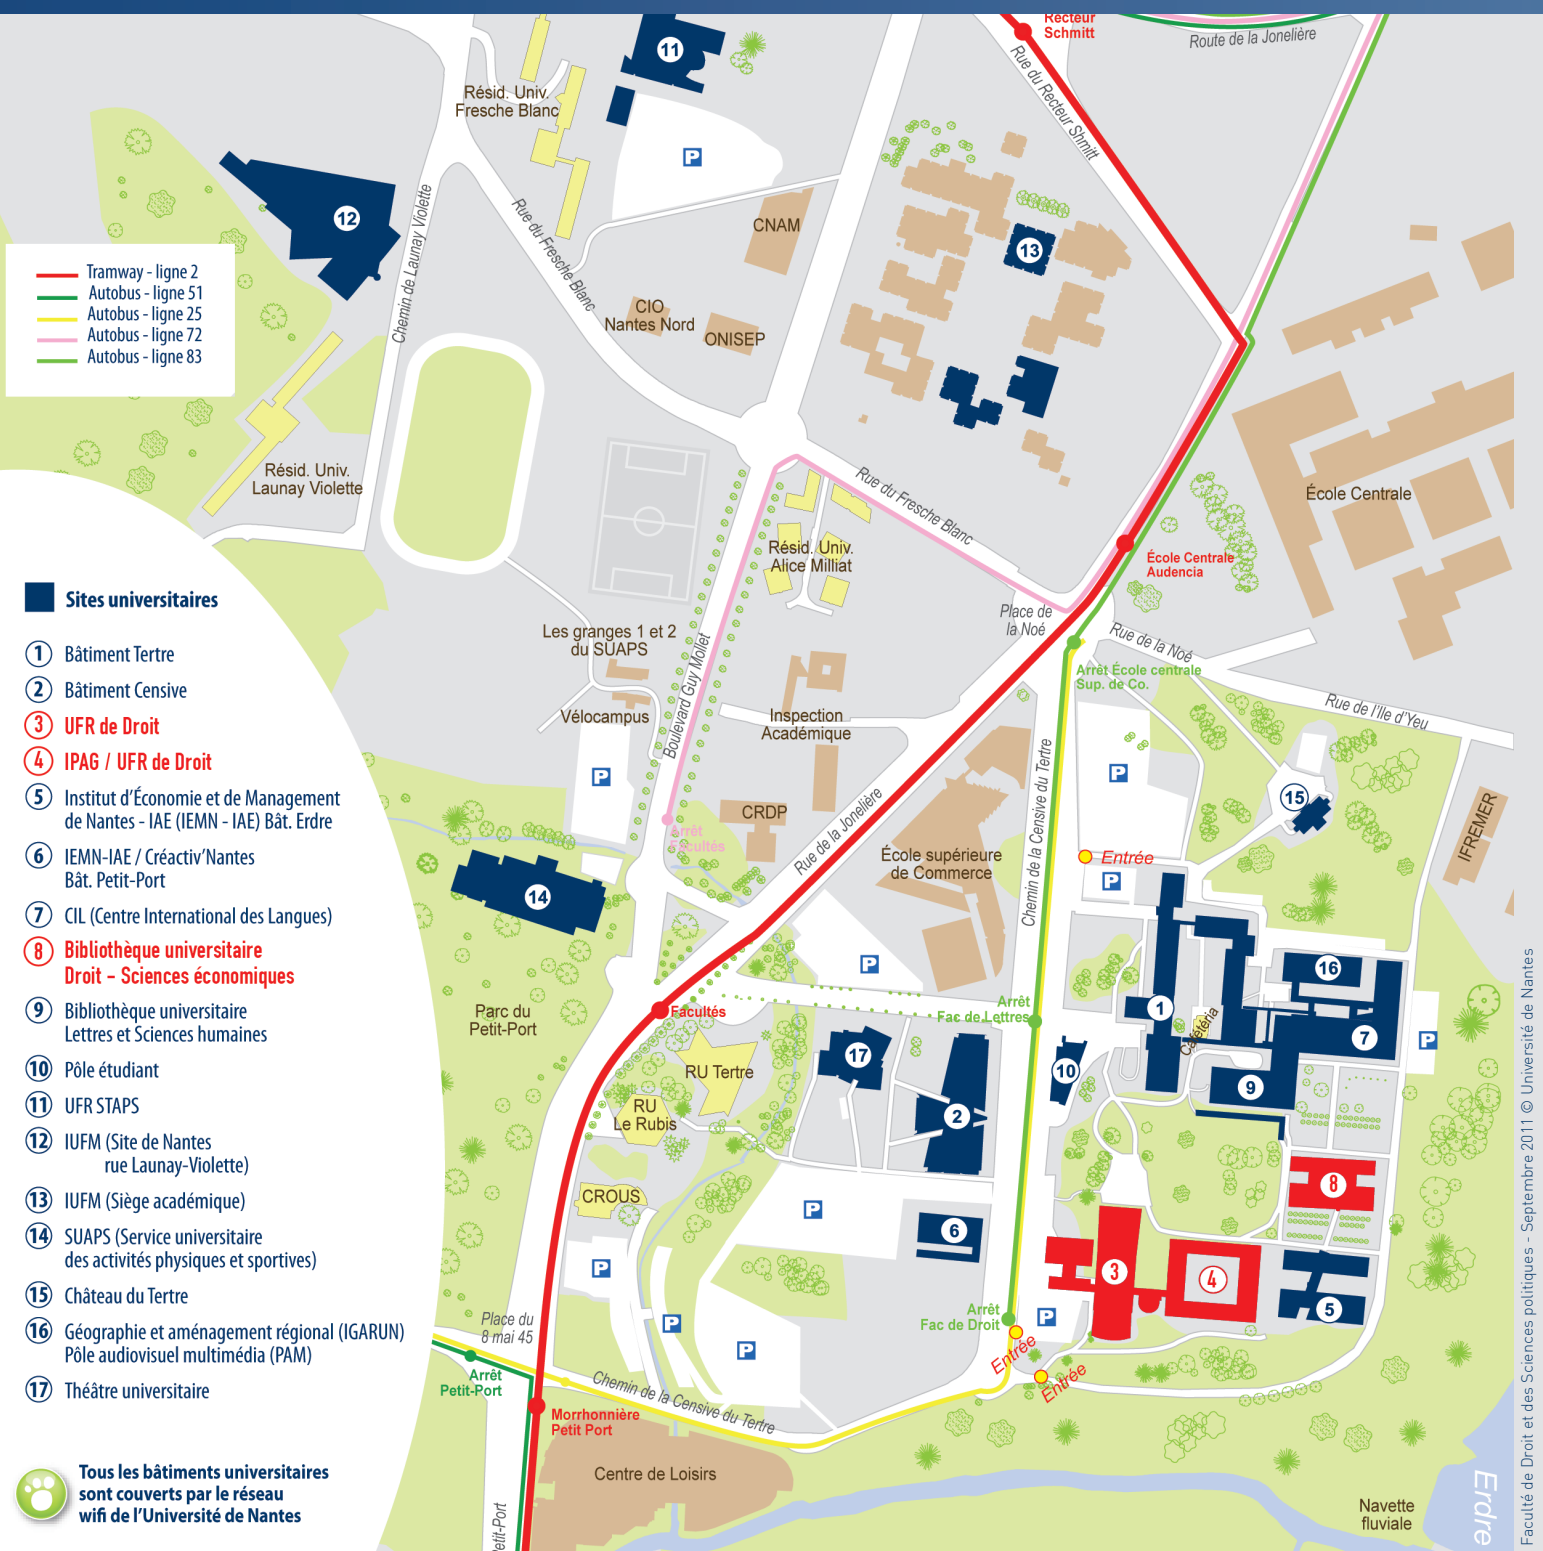 Recteur
Schmitt
Route de la Jonelière
Rue du Recteur Shmitt
11
Résid. Univ.
Fresche Blanc
P
12
Chemin de Launay Violette
Rue du Fresche Blanc
CNAM
13
Tramway - ligne 2
Autobus - ligne 51
Autobus - ligne 25
Autobus - ligne 72
Autobus - ligne 83
CIO
Nantes Nord
ONISEP
Résid. Univ.
Launay Violette
Rue du Fresche Blanc
École Centrale
Résid. Univ.
Alice Milliat
École Centrale
Audencia
Place de
la Noé
Rue de la Noé
Les granges 1 et 2
du SUAPS
Boulevard Guy Mollet
Arrêt École centrale
Sup. de Co.
Rue de l'Ile d'Yeu
Vélocampus
Inspection
Académique
P
P
Chemin de la Censive du Tertre
15
CRDP
Rue de la Jonelière
Arrêt
Facultés
École supérieure
de Commerce
Entrée
P
IFREMER
14
P
16
Parc du
Petit-Port
Facultés
Arrêt
Fac de Lettres
1
Cafétéria
7
P
17
RU Tertre
10
9
RU
Le Rubis
2
CROUS
P
6
8
P
3
4
5
P
P
P
Arrêt
Fac de Droit
Entrée
Entrée
Place du
8 mai 45
Arrêt
Petit-Port
Chemin de la Censive du Tertre
Morrhonnière
Petit Port
Centre de Loisirs
Petit-Port
Navette
fluviale
Erdre
Sites universitaires
1 Bâtiment Tertre
2 Bâtiment Censive
3 UFR de Droit
4 IPAG / UFR de Droit
5 Institut d'Économie et de Management
de Nantes - IAE (IEMN - IAE) Bât. Erdre
6 IEMN-IAE / Créactiv'Nantes
Bât. Petit-Port
7 CIL (Centre International des Langues)
8 Bibliothèque universitaire
Droit - Sciences économiques
9 Bibliothèque universitaire
Lettres et Sciences humaines
10 Pôle étudiant
11 UFR STAPS
12 IUFM (Site de Nantes
rue Launay-Violette)
13 IUFM (Siège académique)
14 SUAPS (Service universitaire
des activités physiques et sportives)
15 Château du Tertre
16 Géographie et aménagement régional (IGARUN)
Pôle audiovisuel multimédia (PAM)
17 Théâtre universitaire
Tous les bâtiments universitaires
sont couverts par le réseau
wifi de l'Université de Nantes
Faculté de Droit et des Sciences politiques - Septembre 2011 © Université de Nantes